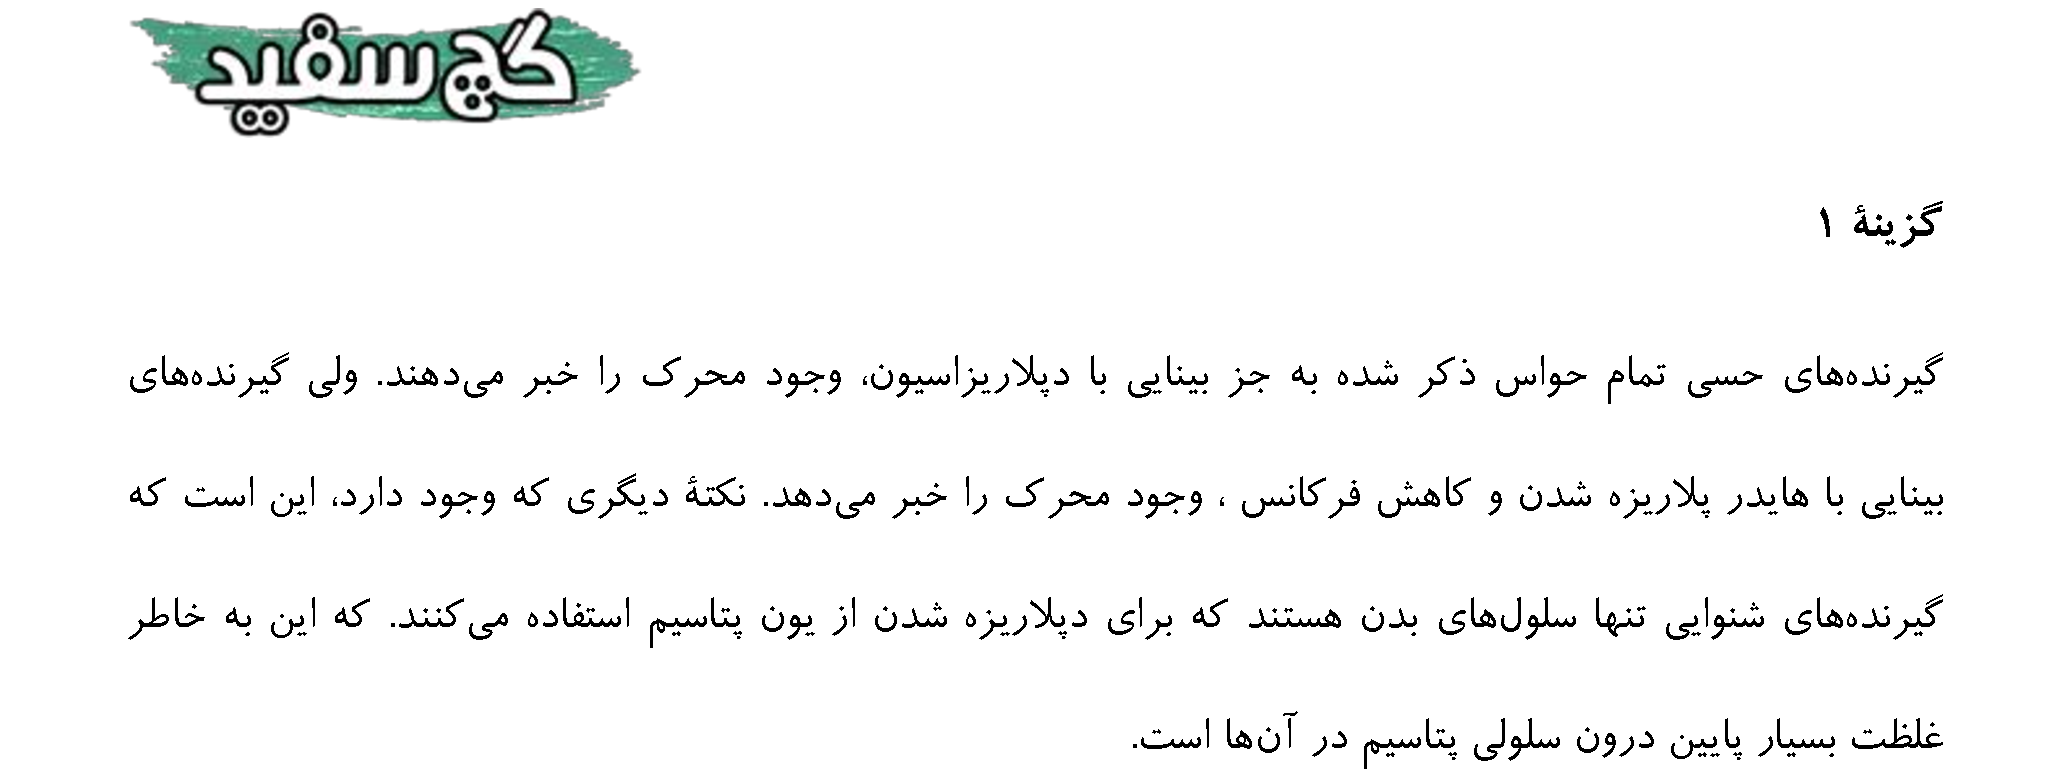 گچ سفید
گزینهٔ ۱
گیرنده‌های حسی تمام حواس ذکر شده به جز بینایی با دپلاریزاسیون، وجود محرک را خبر می‌دهند. ولی گیرنده‌های
بینایی با هایدر پلاریزه شدن و کاهش فرکانس ، وجود محرک را خبر می‌دهد. نکتهٔ دیگری که وجود دارد، این است که
گیرنده‌های شنوایی تنها سلول‌های بدن هستند که برای دپلاریزه شدن از یون پتاسیم استفاده می‌کنند. که این به خاطر
غلظت بسیار پایین درون سلولی پتاسیم در آن‌ها است.